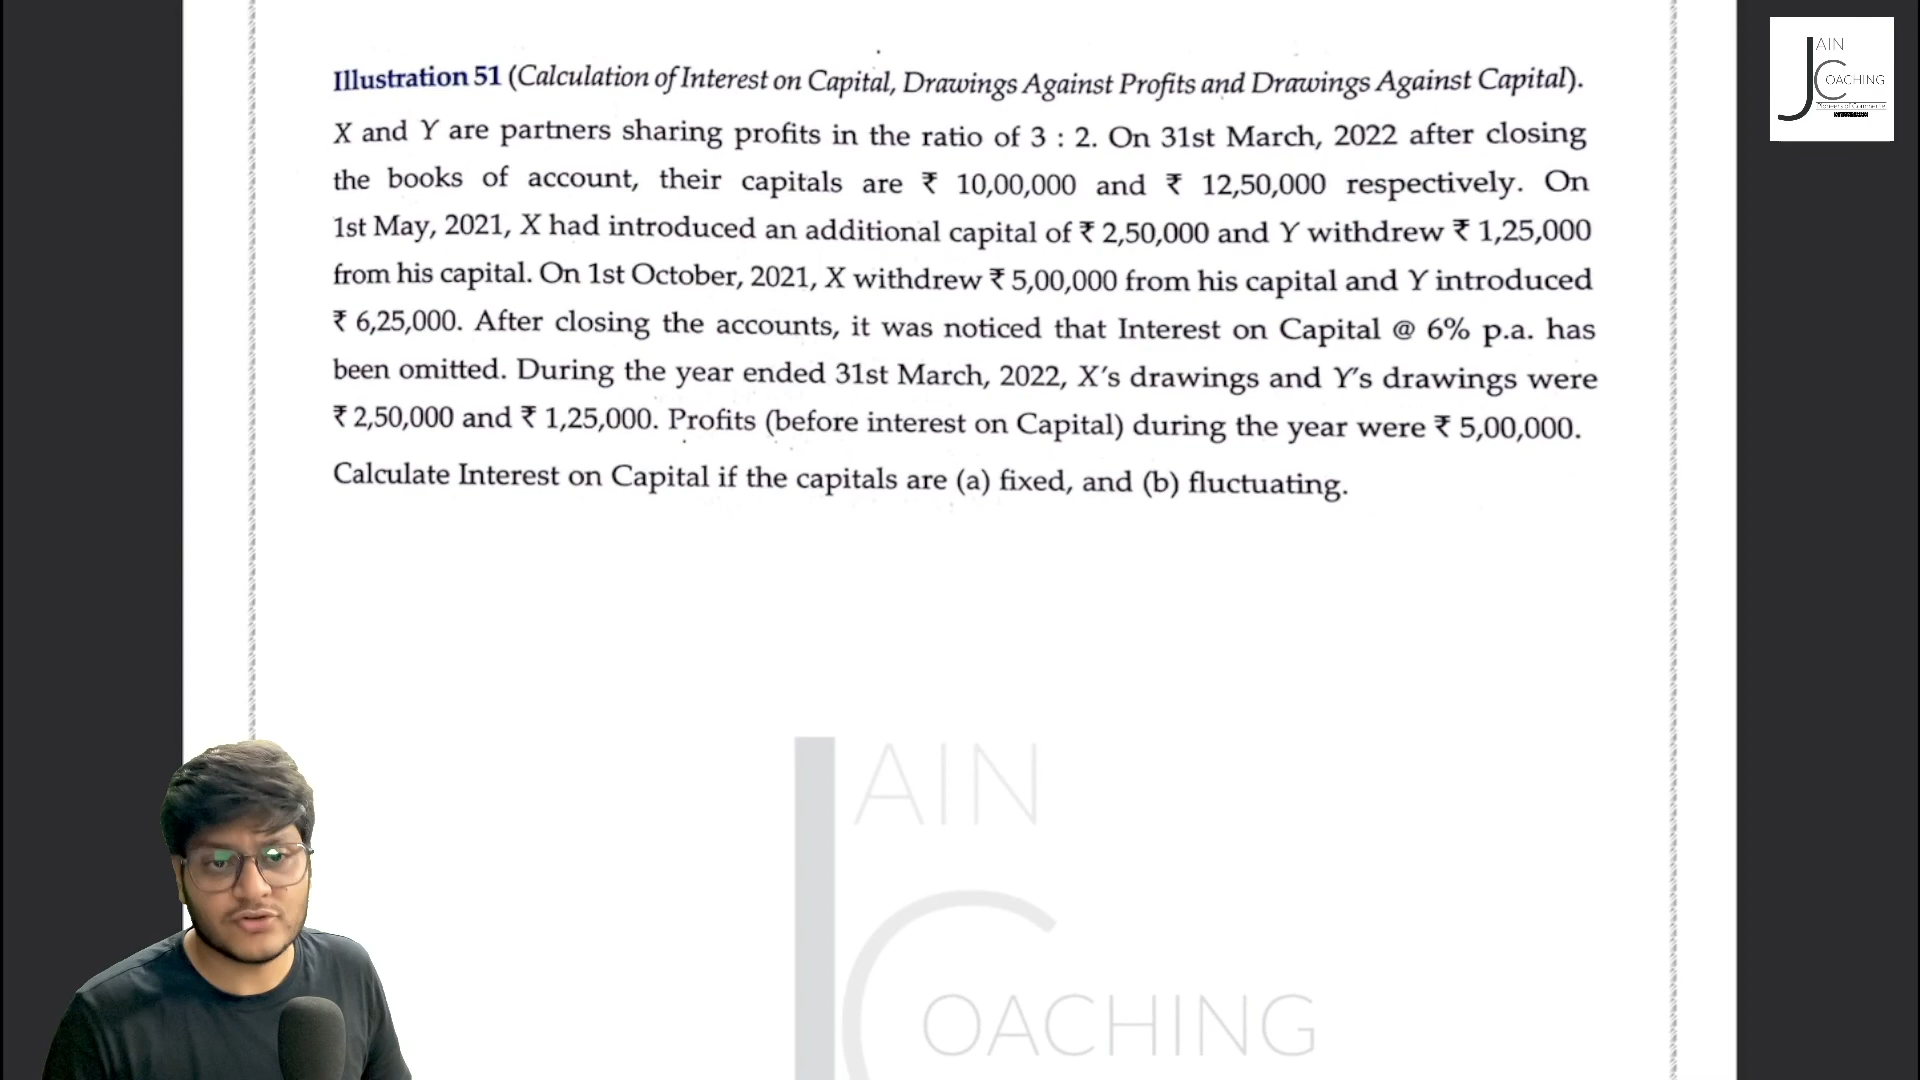 Illustration 51 (Calculation of Interest on Capital, Drawings Against Profits and Drawings Against Capital).
X and Y are partners sharing profits in the ratio of 3 : 2. On 31st March, 2022 after closing
the books of account, their capitals are ₹ 10,00,000 and ₹ 12,50,000 respectively. On
1st May, 2021, X had introduced an additional capital of ₹ 2,50,000 and Y withdrew ₹ 1,25,000
from his capital. On 1st October, 2021, X withdrew ₹ 5,00,000 from his capital and Y introduced
₹ 6,25,000. After closing the accounts, it was noticed that Interest on Capital @ 6% p.a. has
been omitted. During the year ended 31st March, 2022, X's drawings and Y's drawings were
₹ 2,50,000 and ₹ 1,25,000. Profits (before interest on Capital) during the year were ₹ 5,00,000.
Calculate Interest on Capital if the capitals are (a) fixed, and (b) fluctuating.
JAIN
COACHING
JAIN
COACHING